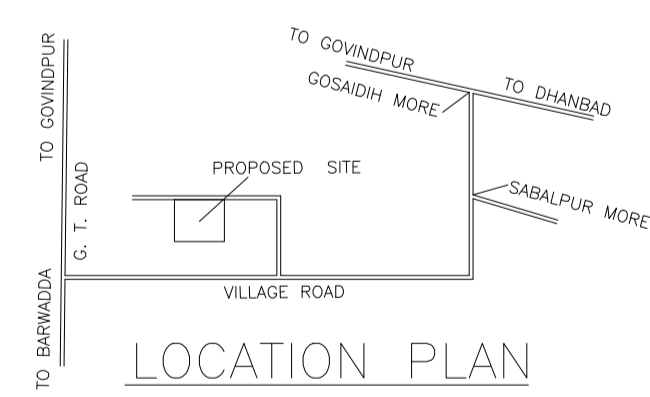 TO GOVINDPUR
TO GOVINDPUR
GOSAIDIH MORE
TO DHANBAD
G. T. ROAD
PROPOSED SITE
SABALPUR MORE
TO BARWADDA
VILLAGE ROAD
LOCATION PLAN